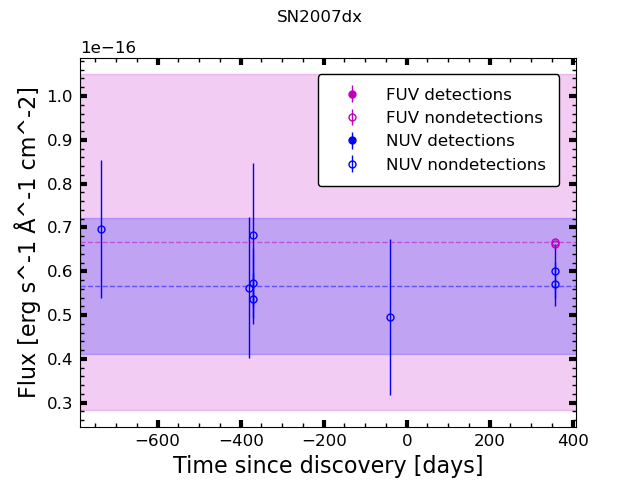 SN2007dx
1e−16
Flux [erg s^-1 Å^-1 cm^-2]
1.0
0.9
0.8
0.7
0.6
0.5
0.4
0.3
FUV detections
FUV nondetections
NUV detections
NUV nondetections
−600 −400 −200 0 200 400
Time since discovery [days]